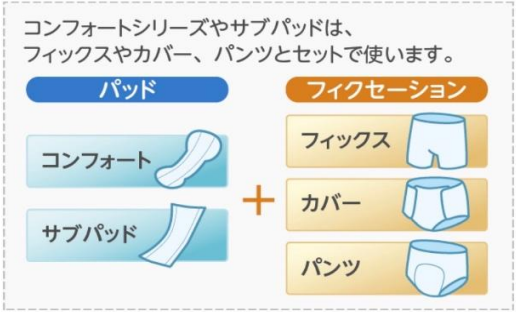 コンフォートシリーズやサブパッドは、
フィックスやカバー、パンツとセットで使います。
パッド
フィクセーション
コンフォート
サブパッド
+
フィックス
カバー
パンツ